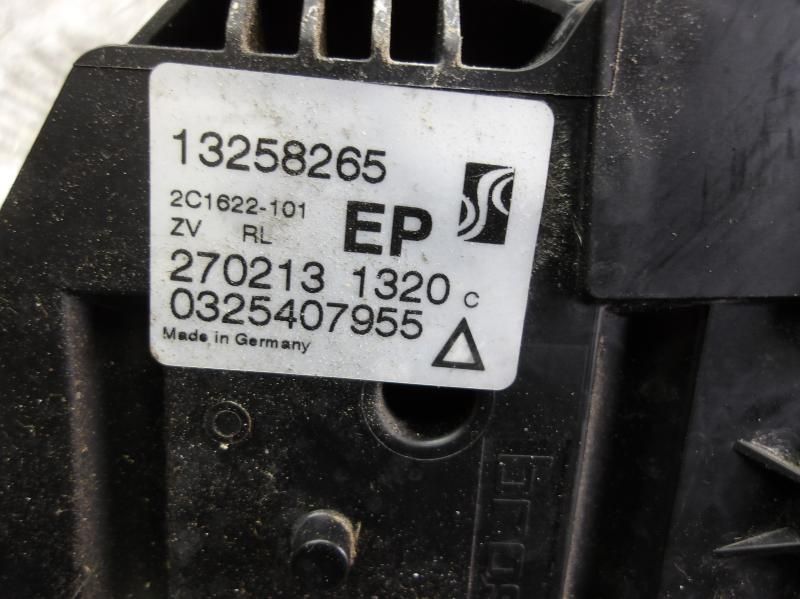 13258265
2C1622-101
EP
ZV RL
270213 1320 C
0325407955
Made in Germany